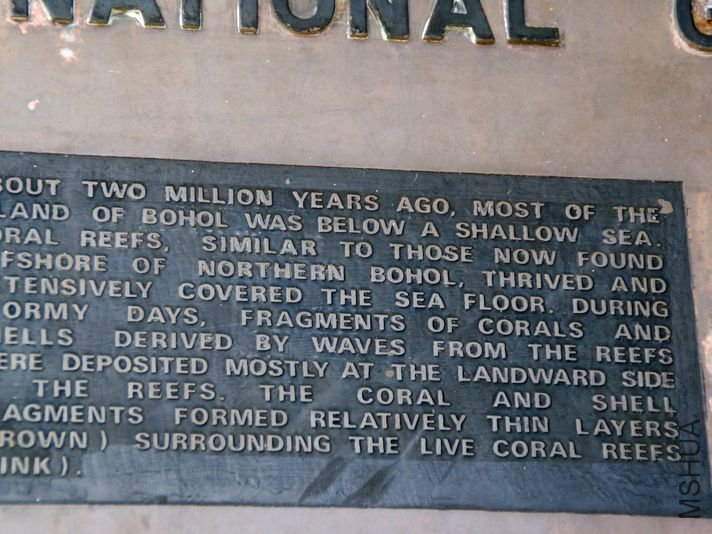 NATIONAL G
BOUT TWO MILLION YEARS AGO, MOST OF THE
LAND OF BOHOL WAS BELOW A SHALLOW SEA.
ORAL REEFS, SIMILAR TO THOSE NOW FOUND
FSHORE OF NORTHERN BOHOL, THRIVED AND
TENSIVELY COVERED THE SEA FLOOR. DURING
ORMY DAYS, FRAGMENTS OF CORALS AND
ELLS DERIVED BY WAVES FROM THE REEFS
ERE DEPOSITED MOSTLY AT THE LANDWARD SIDE
THE REEFS. THE CORAL AND SHELL
AGMENTS FORMED RELATIVELY THIN LAYERS
ROWN) SURROUNDING THE LIVE CORAL REEFS
INK).
MSHUA